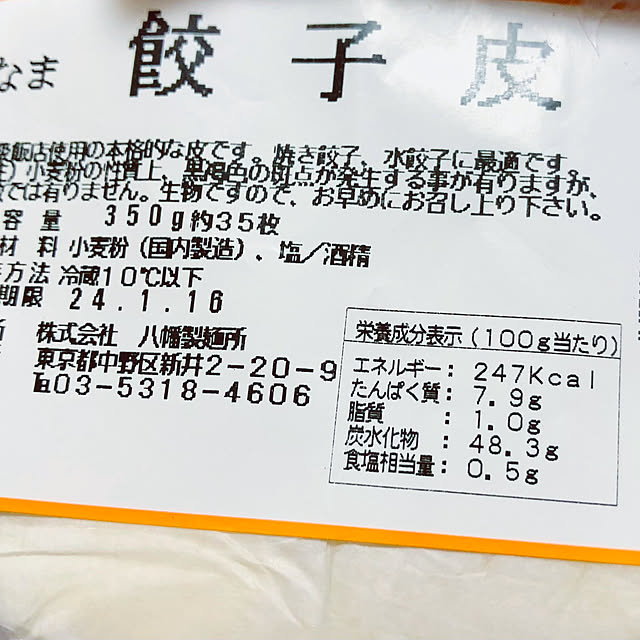 なま 餃子皮
飯店使用の本格的な皮です。焼き餃子、水餃子に最適です。
小麦粉の性質上、黒褐色の斑点が発生する事が有りますが、
では有りません。生物ですので、お早めにお召し上り下さい。
容量 350g約35枚
材料 小麦粉（国内製造）、塩／酒精
方法 冷蔵10℃以下
期限 24.1.16
株式会社 八幡製麺所
東京都中野区新井2-20-9
℡03-5318-4606
栄養成分表示（100g当たり）
エネルギー：247Kcal
たんぱく質：7.9g
脂質：1.0g
炭水化物：48.3g
食塩相当量：0.5g